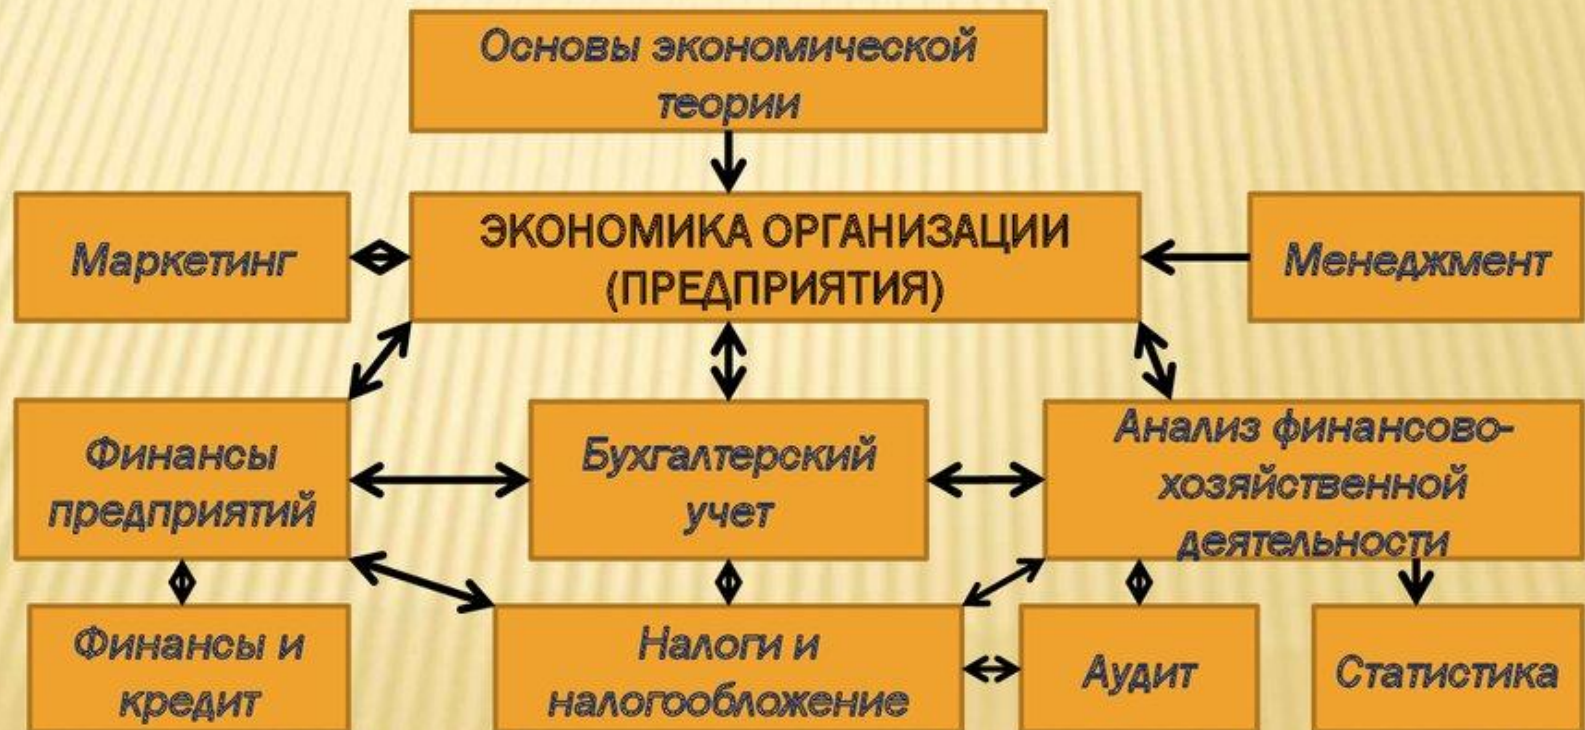 Основы экономической
теории
Маркетинг
ЭКОНОМИКА ОРГАНИЗАЦИИ
(ПРЕДПРИЯТИЯ)
Менеджмент
Финансы
предприятий
Бухгалтерский
учет
Анализ финансово-
хозяйственной
деятельности
Финансы и
кредит
Налоги и
налогообложение
Аудит
Статистика